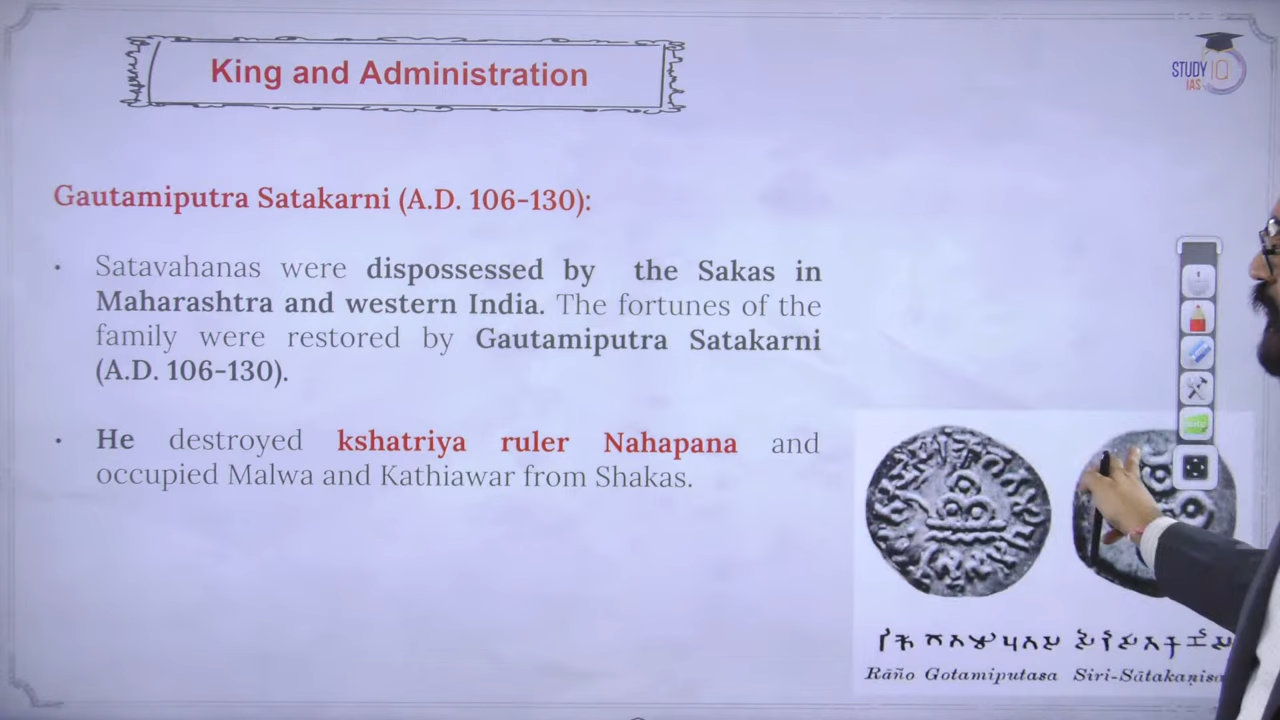 King and Administration
STUDY IQ
IAS
Gautamiputra Satakarni (A.D. 106-130):
• Satavahanas were dispossessed by the Sakas in
Maharashtra and western India. The fortunes of the
family were restored by Gautamiputra Satakarni
(A.D. 106-130).
• He destroyed kshatriya ruler Nahapana and
occupied Malwa and Kathiawar from Shakas.
Rāño Gotamiputasa Siri-Sātakaṇisa